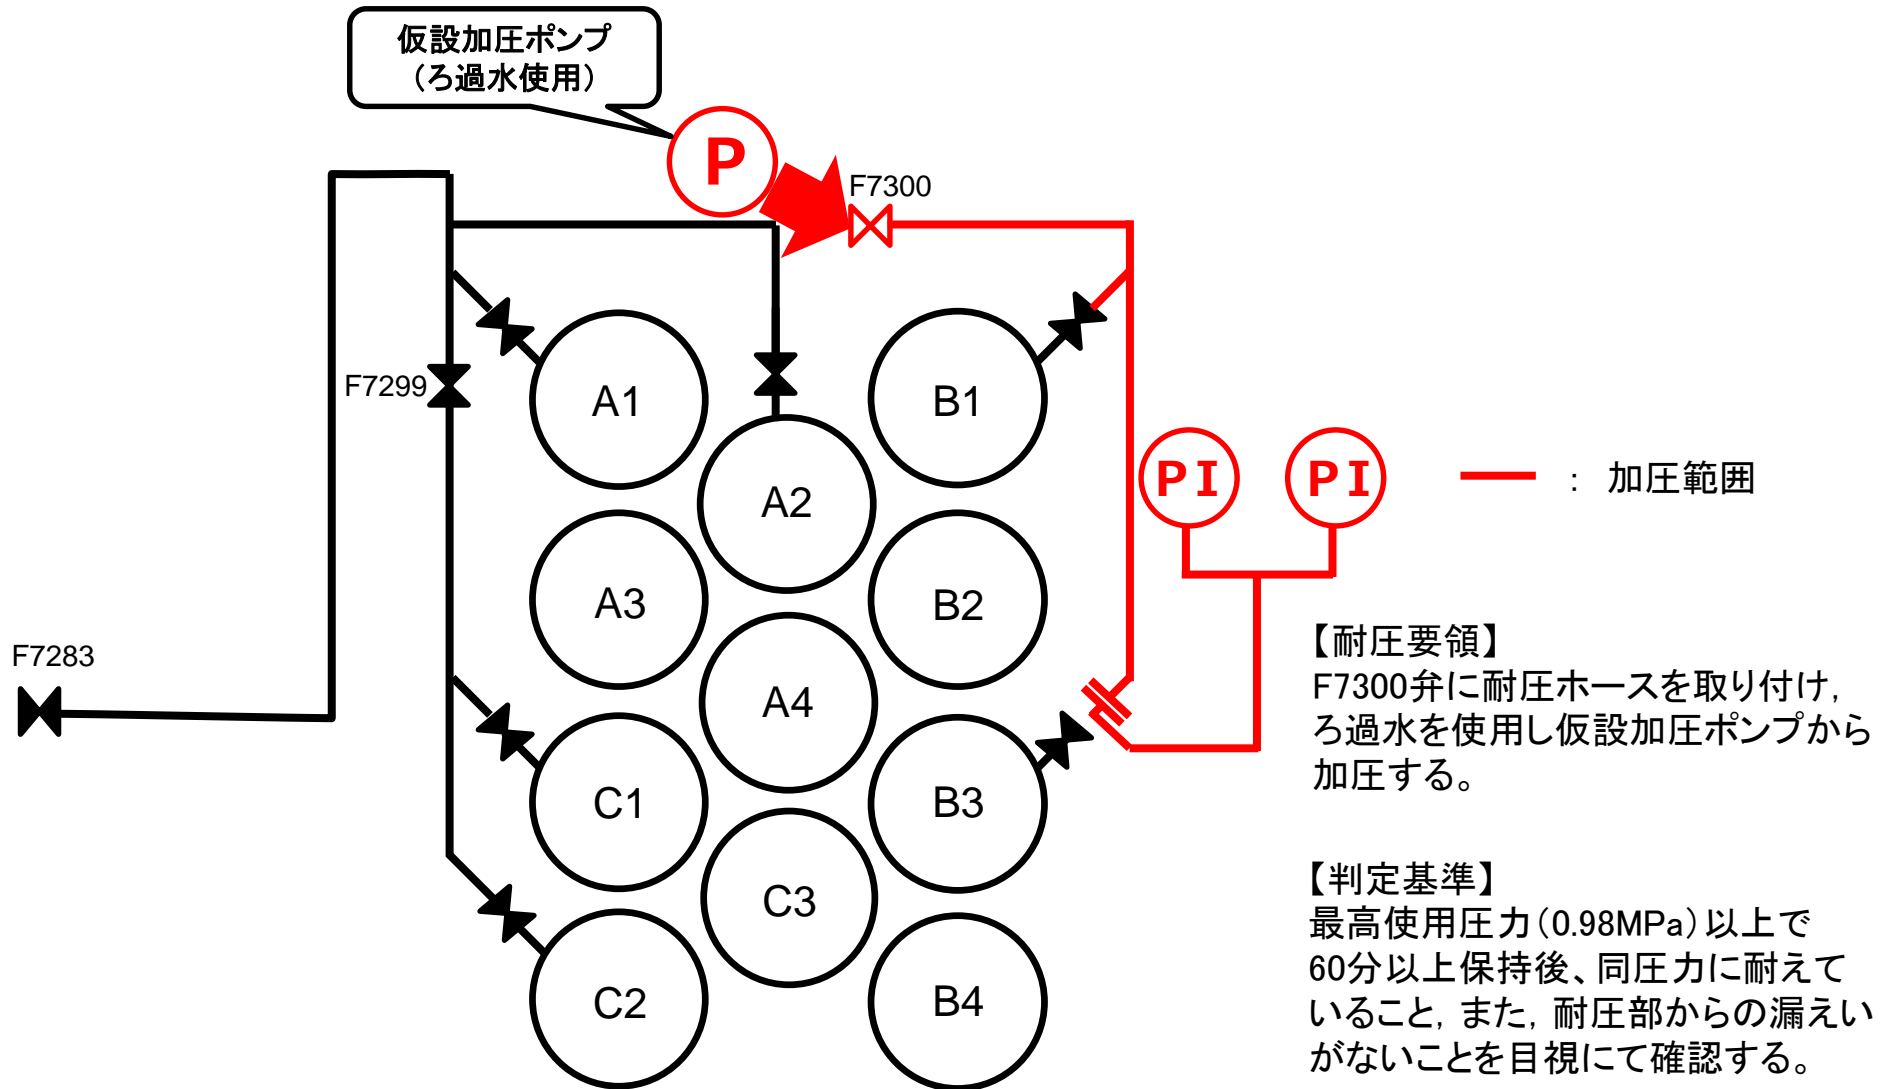 仮設加圧ポンプ
（ろ過水使用）
P
F7300
F7299
A1
B1
A2
PI
PI
： 加圧範囲
A3
B2
F7283
A4
【耐圧要領】
F7300弁に耐圧ホースを取り付け，
ろ過水を使用し仮設加圧ポンプから
加圧する。
C1
B3
C3
C2
B4
【判定基準】
最高使用圧力（0.98MPa）以上で
60分以上保持後、同圧力に耐えて
いること，また，耐圧部からの漏えい
がないことを目視にて確認する。